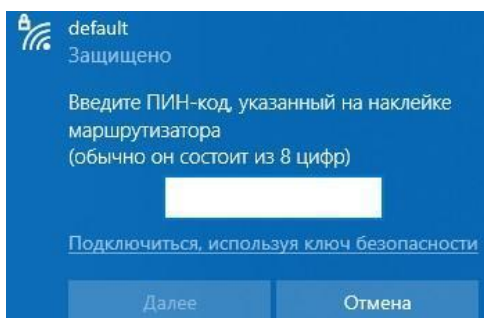 default
Защищено
Введите ПИН-код, указанный на наклейке
маршрутизатора
(обычно он состоит из 8 цифр)
Подключиться, используя ключ безопасности
Далее
Отмена